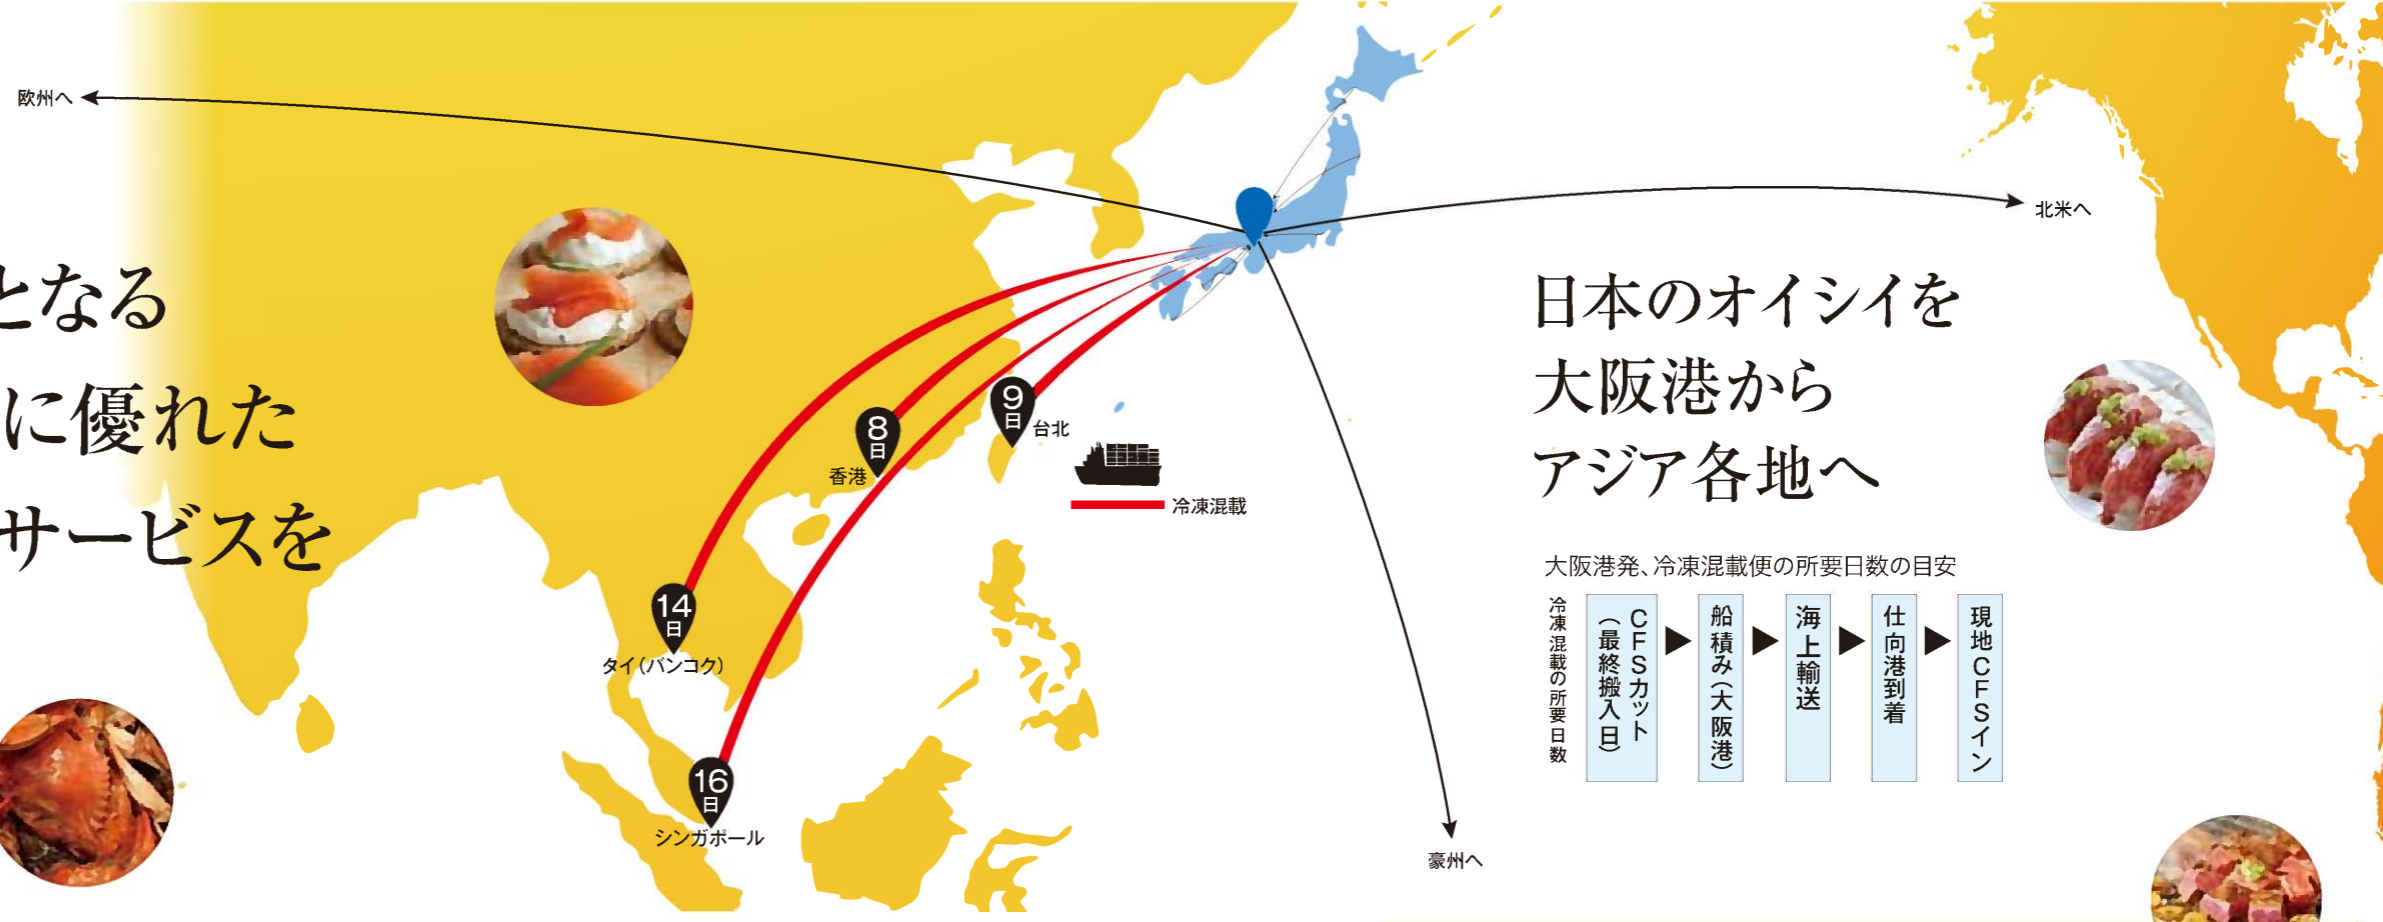 欧州へ
北米へ
となる
に優れた
サービスを
日本のオイシイを
大阪港から
アジア各地へ
9日
台北
8日
香港
冷凍混載
14日
タイ(バンコク)
16日
シンガポール
豪州へ
大阪港発、冷凍混載便の所要日数の目安
冷凍混載の所要日数
CFSカット
(最終搬入日)
船積み(大阪港)
海上輸送
仕向港到着
現地CFSイン